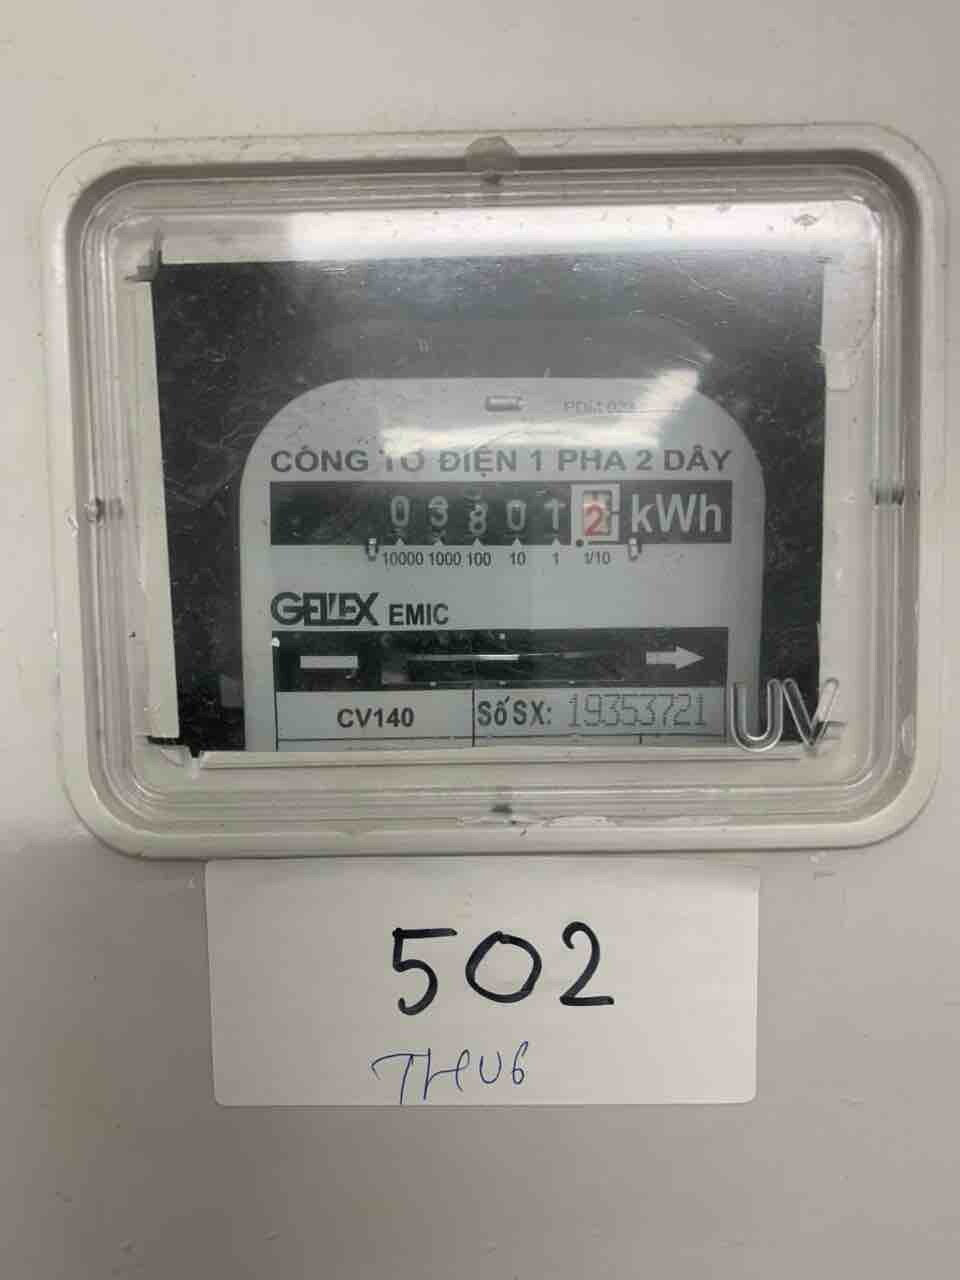 CÔNG TƠ ĐIỆN 1 PHA 2 DÂY
03801 2 kWh
10000 1000 100 10 1 1/10
GELEX EMIC
CV140
Số SX: 19353721
UV
502
THU6